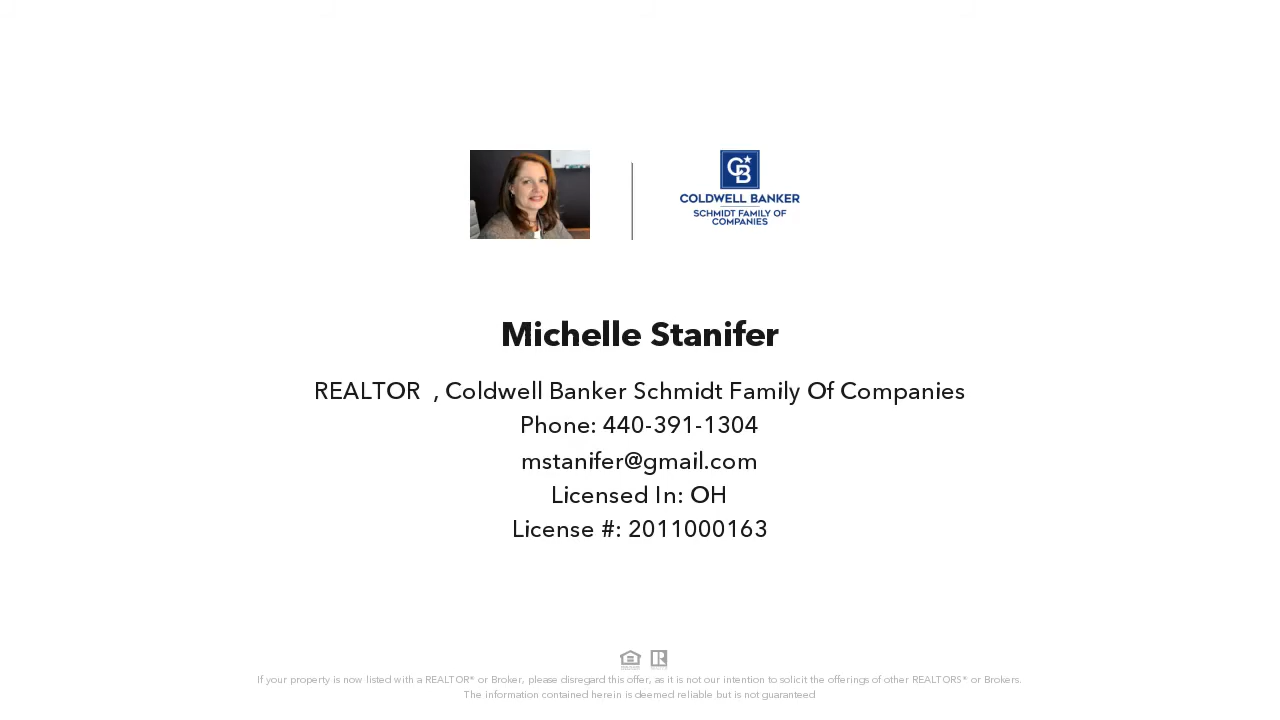 CB
COLDWELL BANKER
SCHMIDT FAMILY OF
COMPANIES
Michelle Stanifer
REALTOR , Coldwell Banker Schmidt Family Of Companies
Phone: 440-391-1304
mstanifer@gmail.com
Licensed In: OH
License #: 2011000163
If your property is now listed with a REALTOR® or Broker, please disregard this offer, as it is not our intention to solicit the offerings of other REALTORS® or Brokers.
The information contained herein is deemed reliable but is not guaranteed